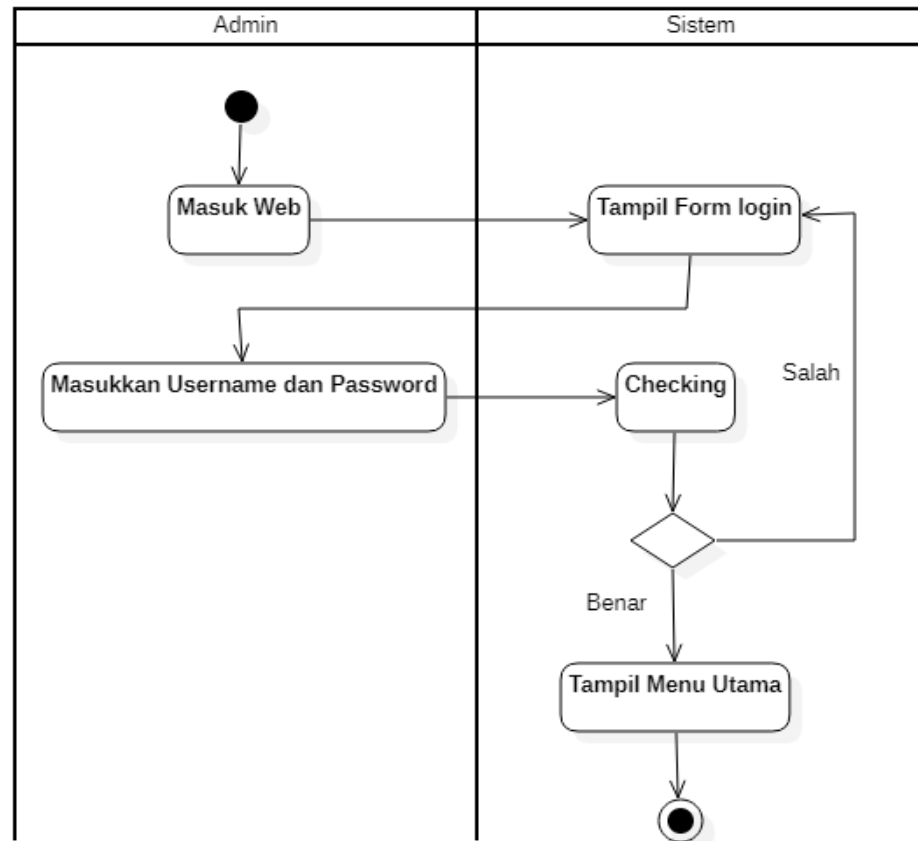 Admin
Sistem
Masuk Web
Tampil Form login
Masukkan Username dan Password
Checking
Salah
Benar
Tampil Menu Utama